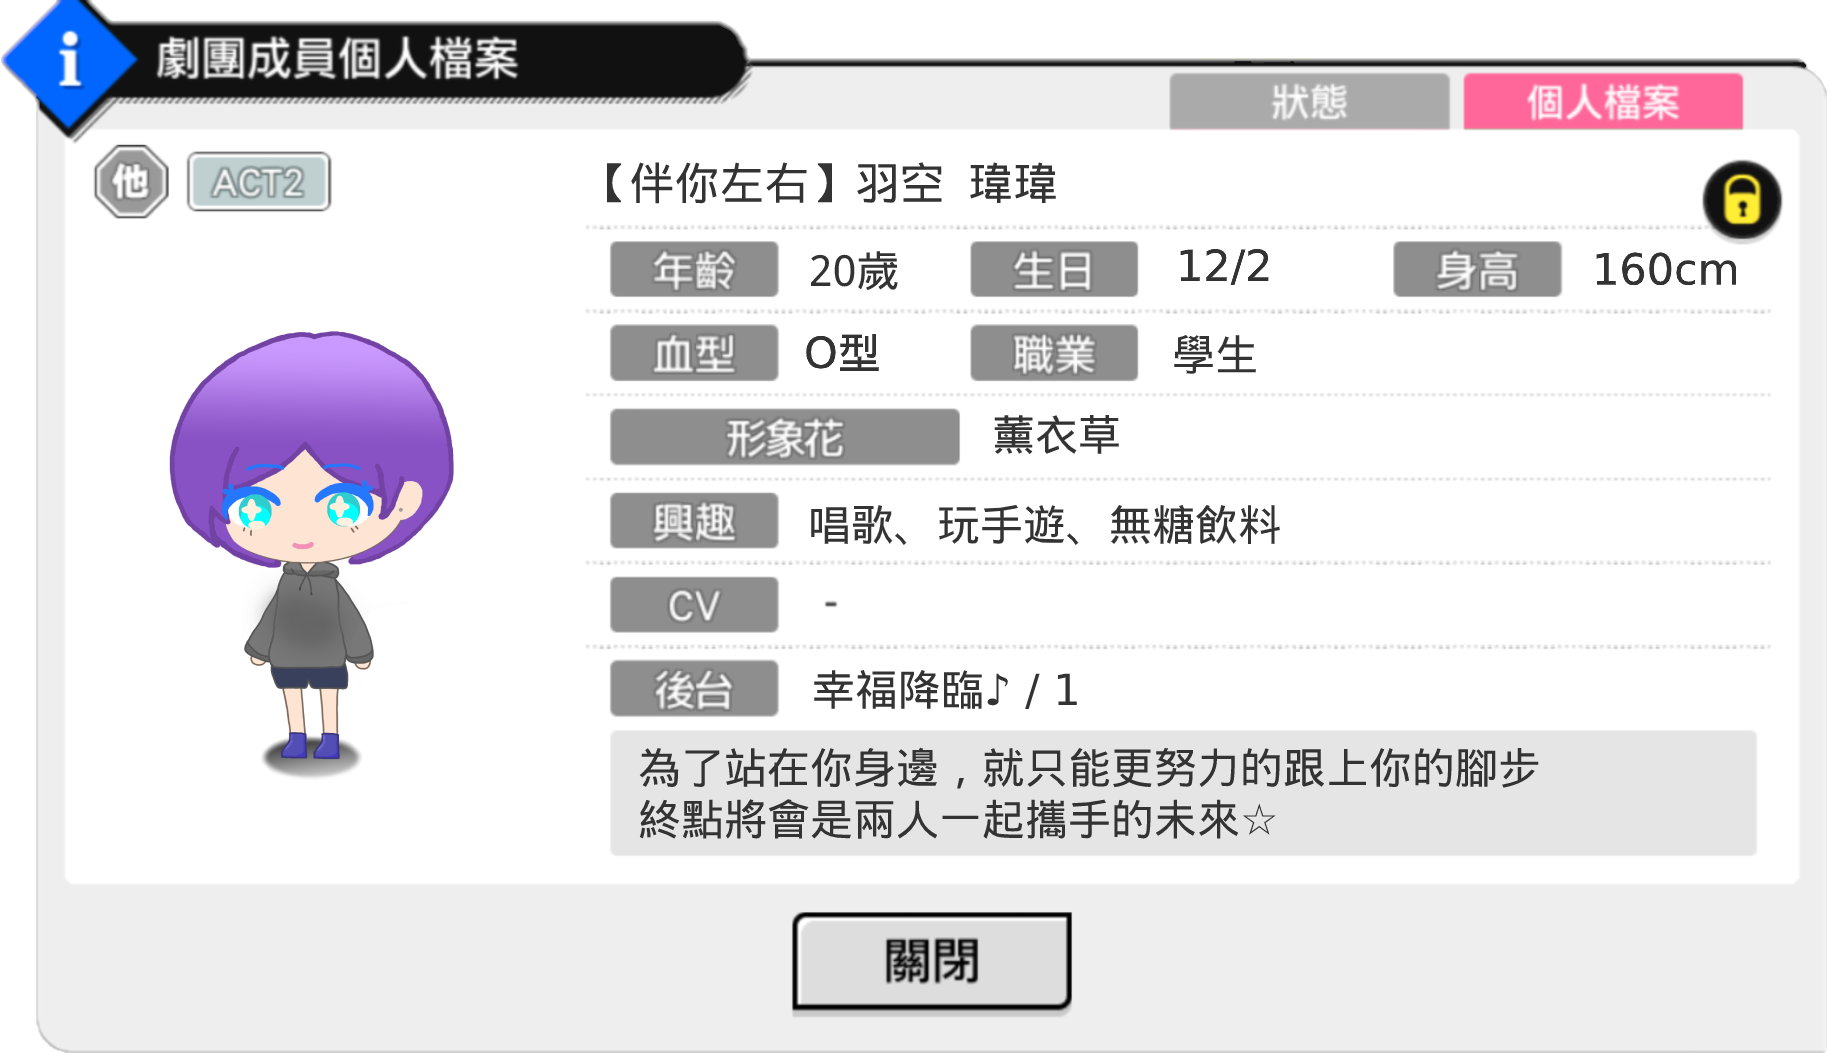 劇團成員個人檔案
狀態
個人檔案
他
ACT2
【伴你左右】羽空 瑋瑋
年齡 20歲 生日 12/2 身高 160cm
血型 O型 職業 學生
形象花 薰衣草
興趣 唱歌、玩手遊、無糖飲料
CV -
後台 幸福降臨♪ / 1
為了站在你身邊，就只能更努力的跟上你的腳步
終點將會是兩人一起攜手的未來☆
關閉